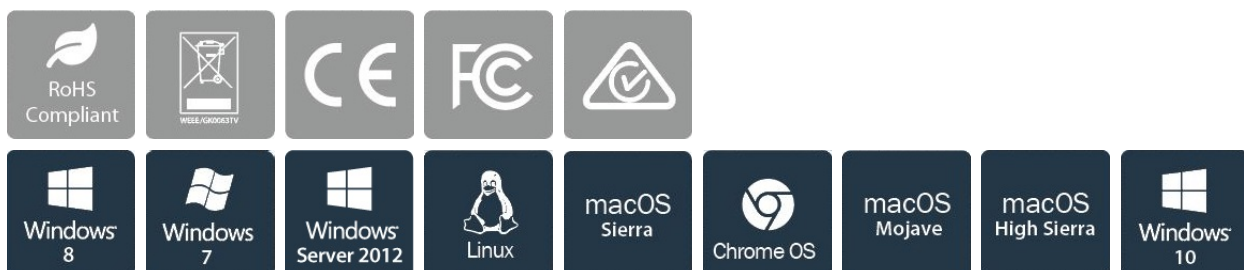 RoHS
Compliant
WEEE/GK0083TV
CE
FC
Windows
8
Windows
7
Windows
Server 2012
Linux
macOS
Sierra
Chrome OS
macOS
Mojave
macOS
High Sierra
Windows
10